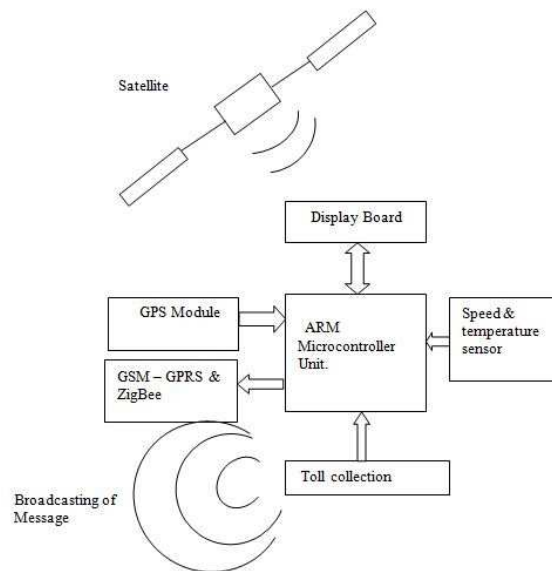 Satellite
Display Board
GPS Module
ARM
Microcontroller
Unit.
Speed &
temperature
sensor
GSM – GPRS &
ZigBee
Toll collection
Broadcasting of
Message